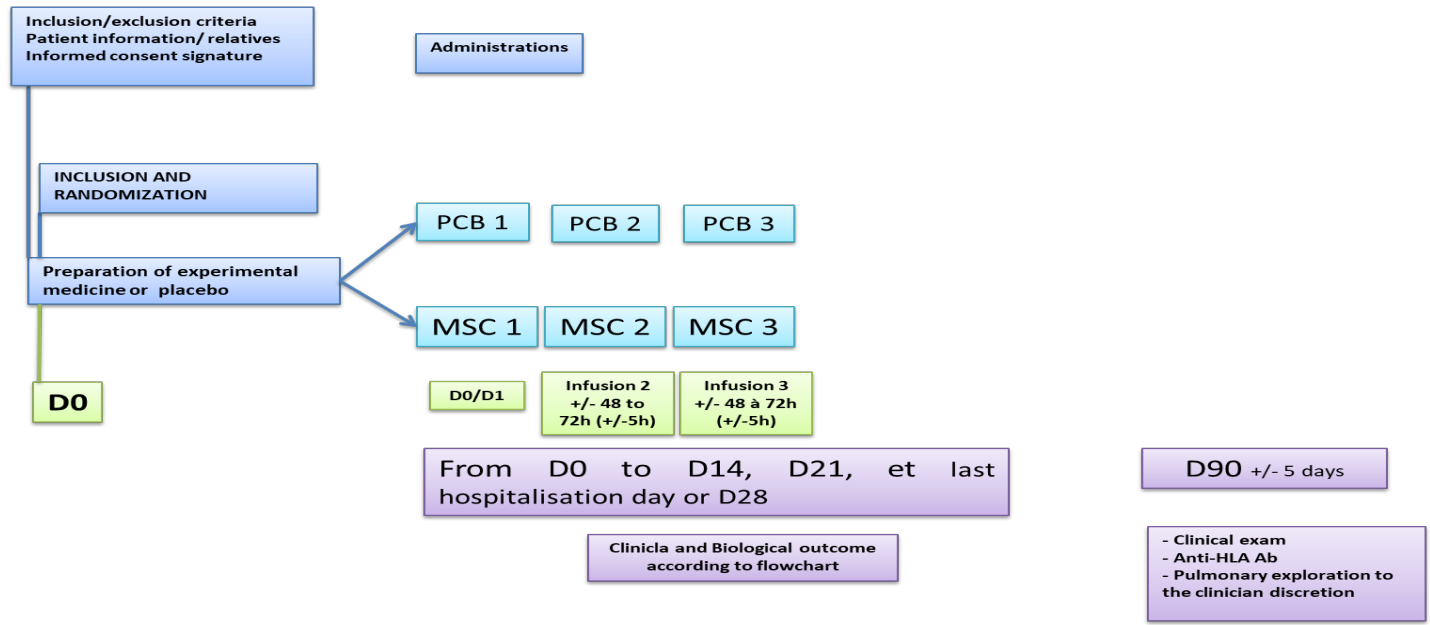 Inclusion/exclusion criteria
Patient information/ relatives
Informed consent signature
Administrations
INCLUSION AND
RANDOMIZATION
PCB 1
PCB 2
PCB 3
Preparation of experimental
medicine or placebo
MSC 1
MSC 2
MSC 3
D0
D0/D1
Infusion 2
+/- 48 to
72h (+/-5h)
Infusion 3
+/- 48 à 72h
(+/-5h)
From D0 to D14, D21, et last
hospitalisation day or D28
D90 +/- 5 days
Clinicla and Biological outcome
according to flowchart
- Clinical exam
- Anti-HLA Ab
- Pulmonary exploration to
the clinician discretion